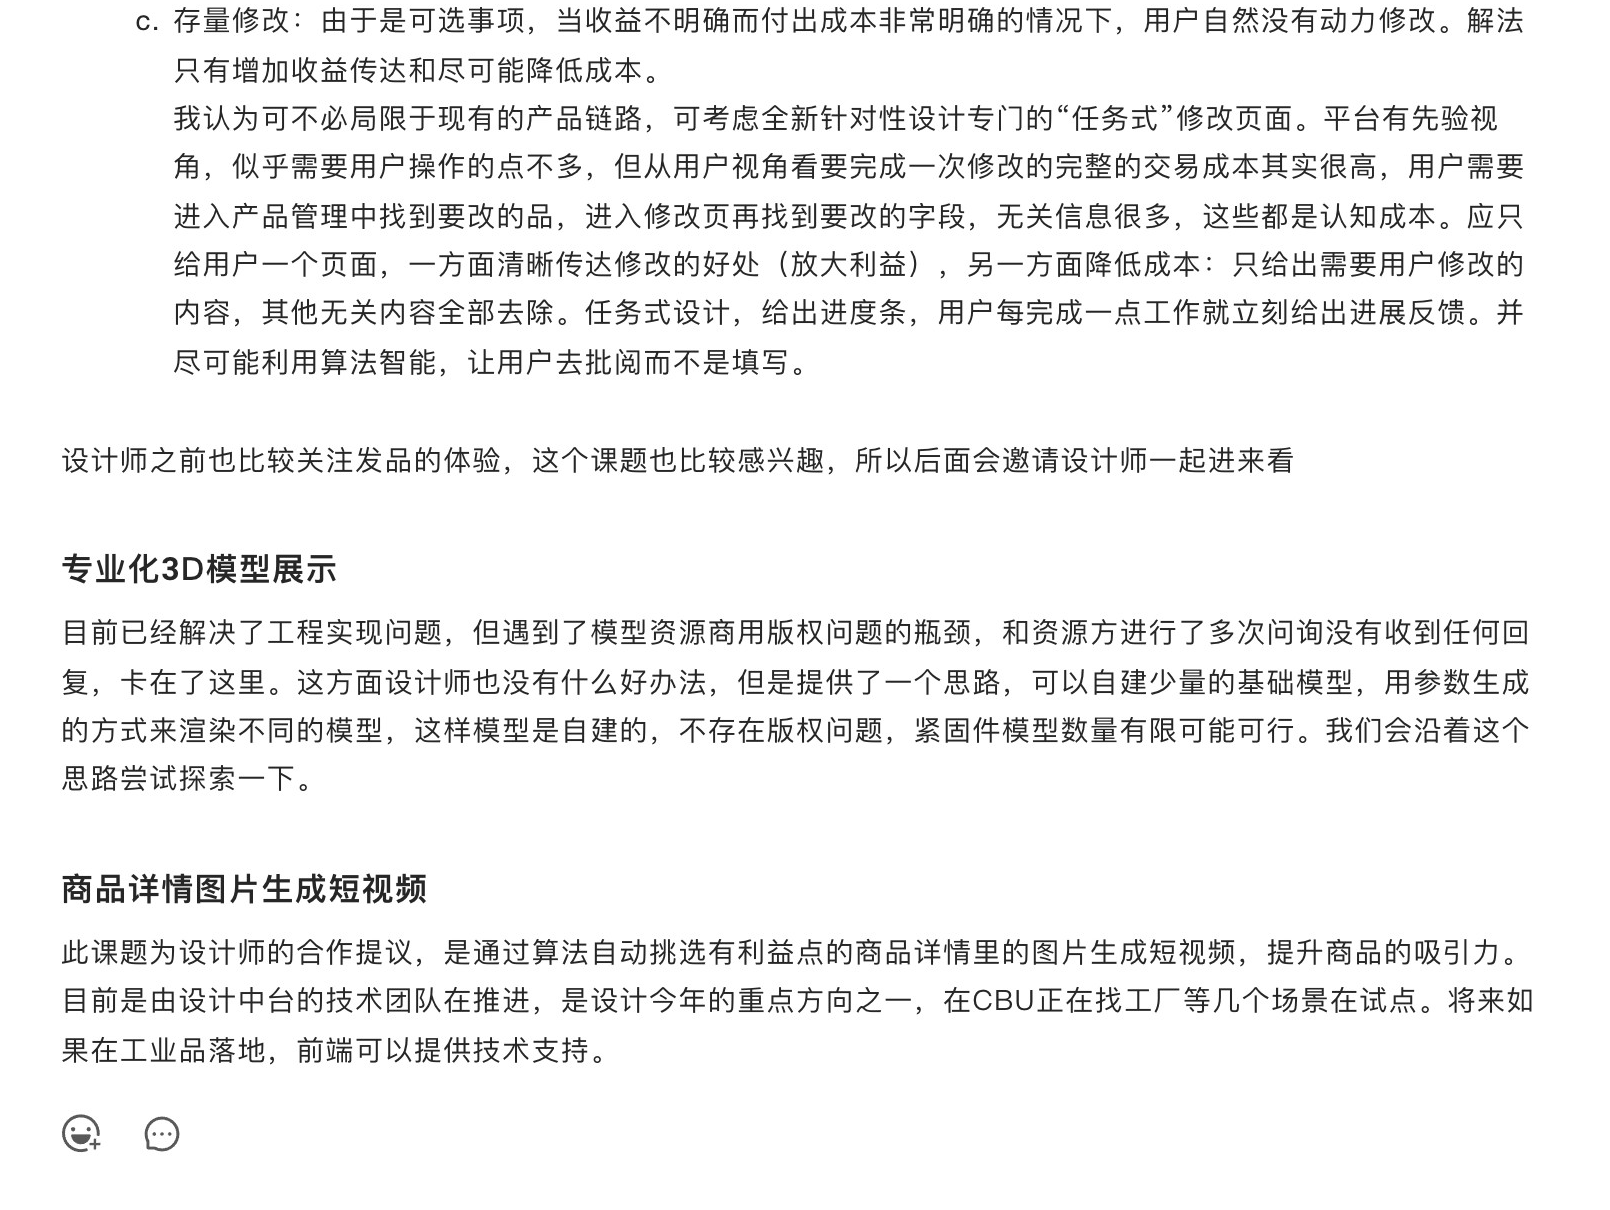 c. 存量修改：由于是可选事项，当收益不明确而付出成本非常明确的情况下，用户自然没有动力修改。解法
只有增加收益传达和尽可能降低成本。
我认为可不必局限于现有的产品链路，可考虑全新针对性设计专门的“任务式”修改页面。平台有先验视
角，似乎需要用户操作的点不多，但从用户视角看要完成一次修改的完整的交易成本其实很高，用户需要
进入产品管理中找到要改的品，进入修改页再找到要改的字段，无关信息很多，这些都是认知成本。应只
给用户一个页面，一方面清晰传达修改的好处（放大利益），另一方面降低成本：只给出需要用户修改的
内容，其他无关内容全部去除。任务式设计，给出进度条，用户每完成一点工作就立刻给出进展反馈。并
尽可能利用算法智能，让用户去批阅而不是填写。
设计师之前也比较关注发品的体验，这个课题也比较感兴趣，所以后面会邀请设计师一起进来看
专业化3D模型展示
目前已经解决了工程实现问题，但遇到了模型资源商用版权问题的瓶颈，和资源方进行了多次问询没有收到任何回
复，卡在了这里。这方面设计师也没有什么好办法，但是提供了一个思路，可以自建少量的基础模型，用参数生成
的方式来渲染不同的模型，这样模型是自建的，不存在版权问题，紧固件模型数量有限可能可行。我们会沿着这个
思路尝试探索一下。
商品详情图片生成短视频
此课题为设计师的合作提议，是通过算法自动挑选有利益点的商品详情里的图片生成短视频，提升商品的吸引力。
目前是由设计中台的技术团队在推进，是设计今年的重点方向之一，在CBU正在找工厂等几个场景在试点。将来如
果在工业品落地，前端可以提供技术支持。